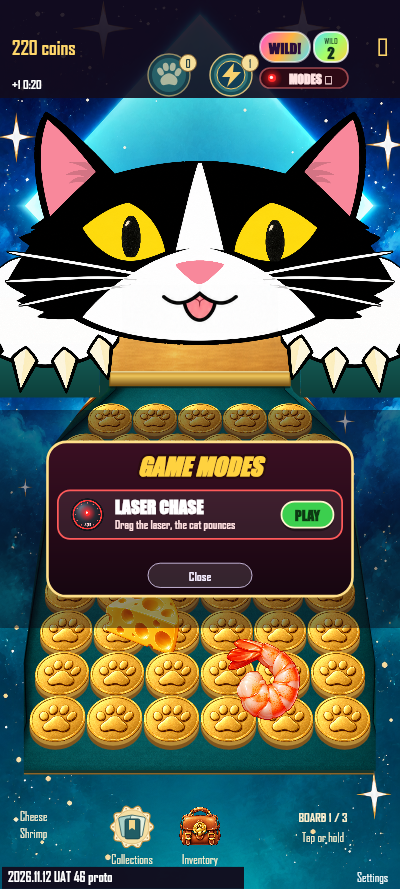 220 coins
+1 0:20
0
1
WILD!
WILD
2
MODES
GAME MODES
LASER CHASE
Drag the laser, the cat pounces
PLAY
Close
Cheese
Shrimp
Collections
Inventory
BOARD 1 / 3
Tap or hold
2026.11.12 UAT 46 proto
Settings